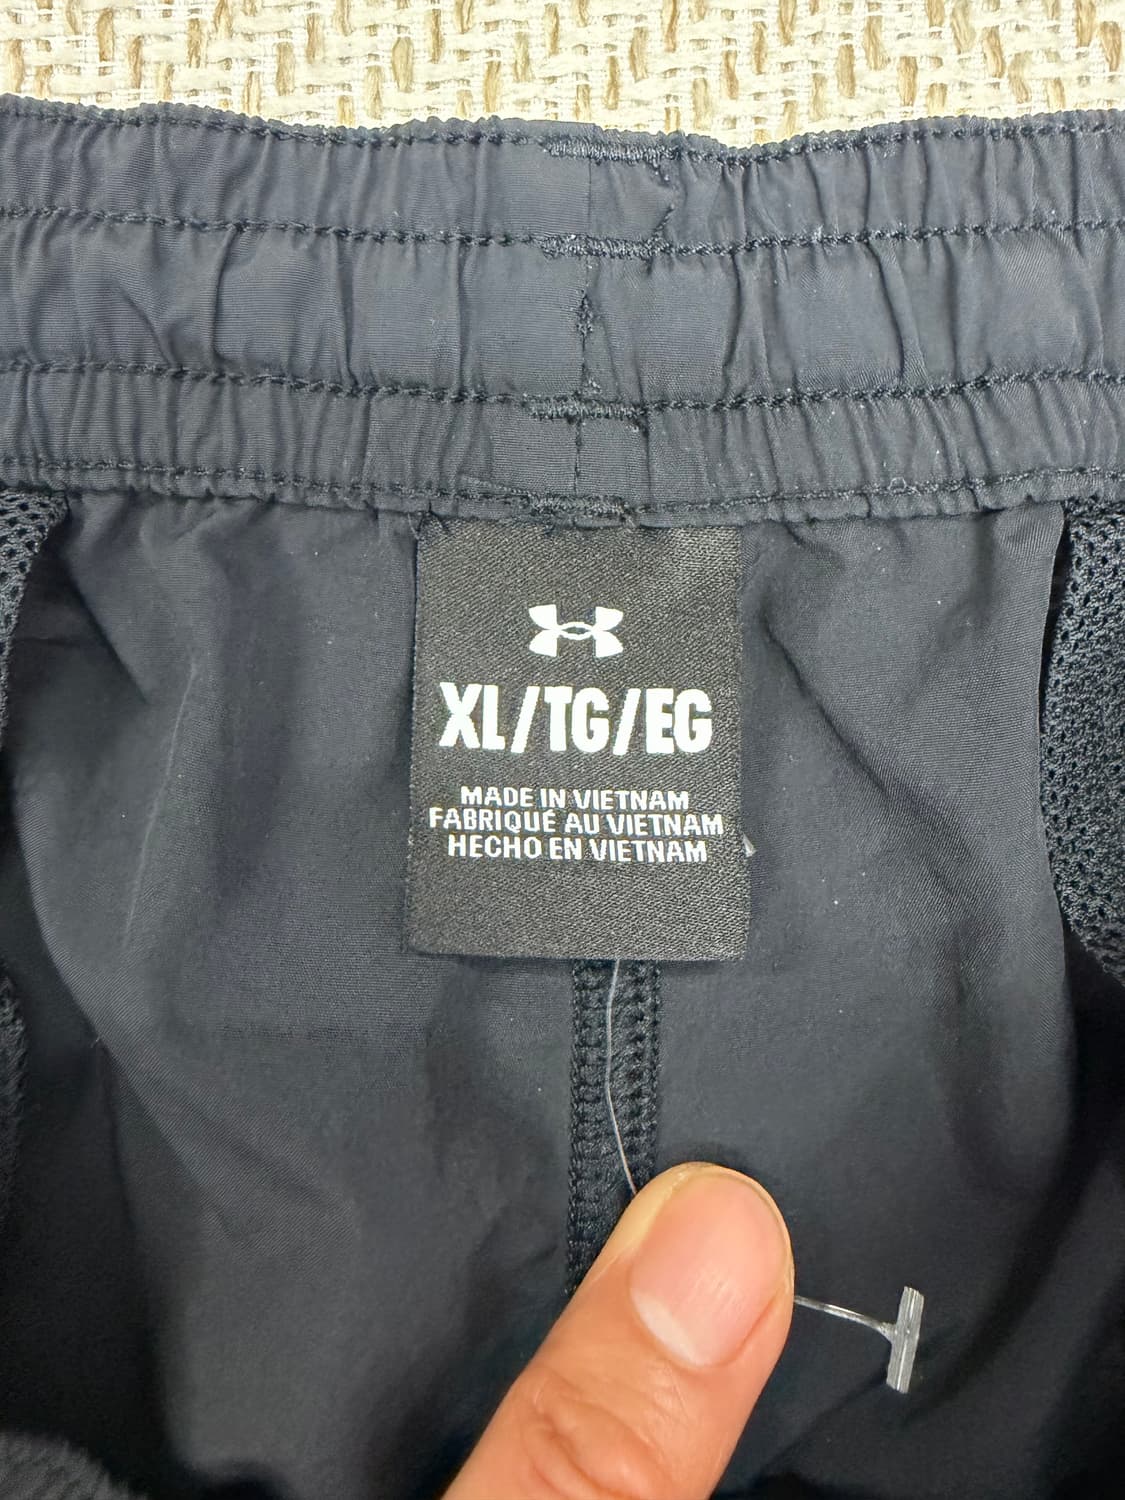 XL/TG/EG
MADE IN VIETNAM
FABRIQUÉ AU VIETNAM
HECHO EN VIETNAM